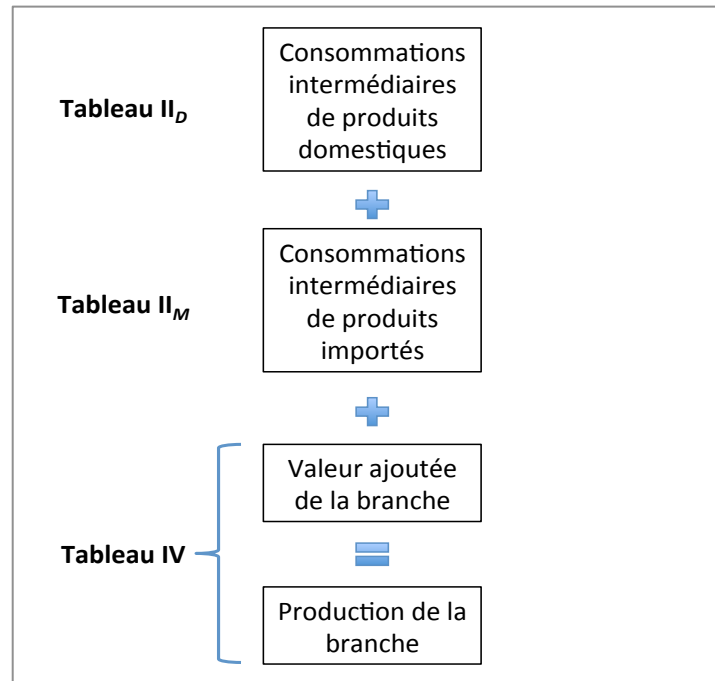 Consommations
intermédiaires
de produits
domestiques
Tableau II_D
+
Consommations
intermédiaires
de produits
importés
Tableau II_M
+
Valeur ajoutée
de la branche
Tableau IV
=
Production de la
branche